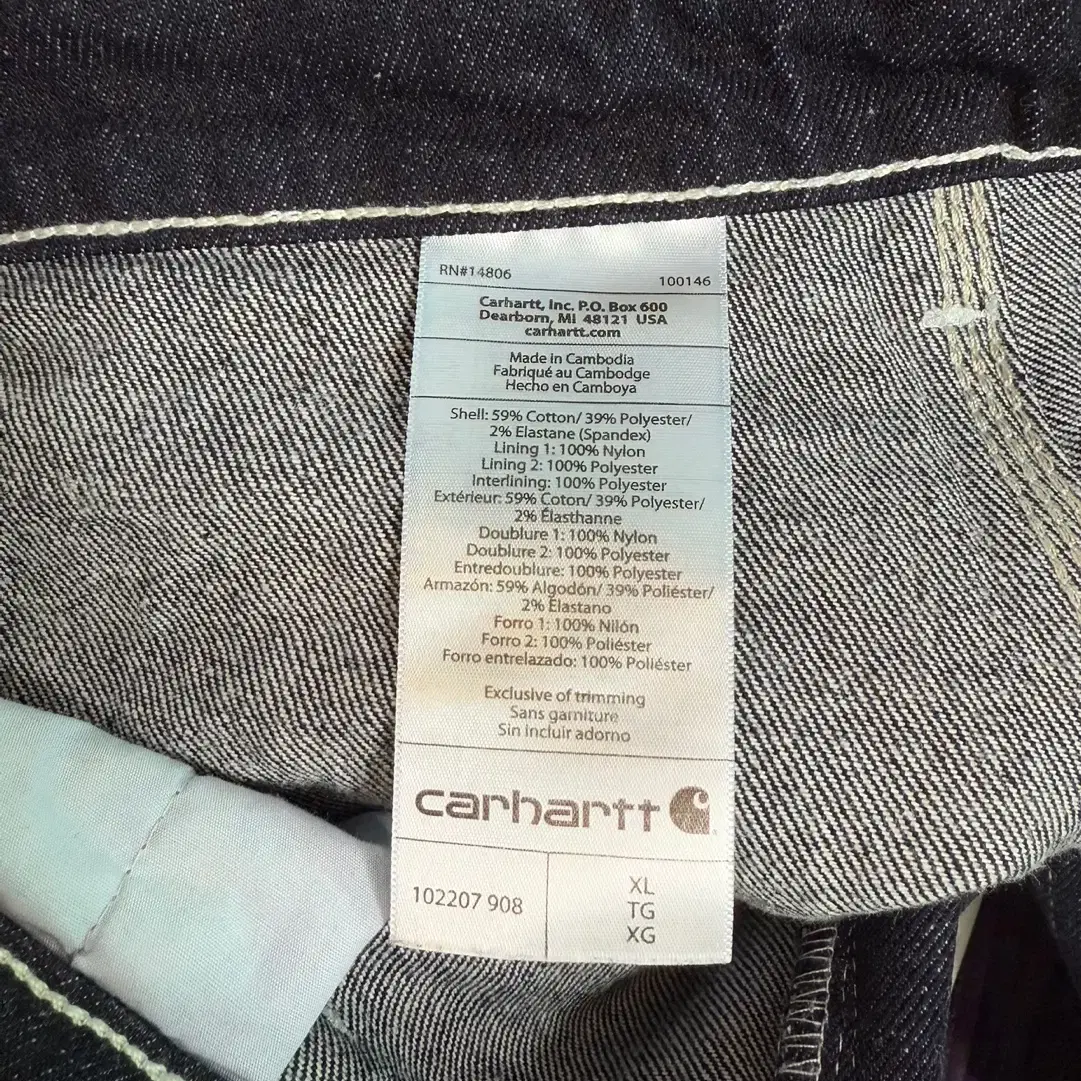 RN#14806
100146
Carhartt, Inc. P.O. Box 600
Dearborn, MI 48121 USA
carhartt.com
Made in Cambodia
Fabriqué au Cambodge
Hecho en Camboya
Shell: 59% Cotton/ 39% Polyester/
2% Elastane (Spandex)
Lining 1: 100% Nylon
Lining 2: 100% Polyester
Interlining: 100% Polyester
Extérieur: 59% Coton/ 39% Polyester/
2% Élasthanne
Doublure 1: 100% Nylon
Doublure 2: 100% Polyester
Entredoublure: 100% Polyester
Armazón: 59% Algodón/ 39% Poliéster/
2% Elastano
Forro 1: 100% Nilón
Forro 2: 100% Poliéster
Forro entrelazado: 100% Poliéster
Exclusive of trimming
Sans garniture
Sin incluir adorno
carhartt
102207 908
XL
TG
XG